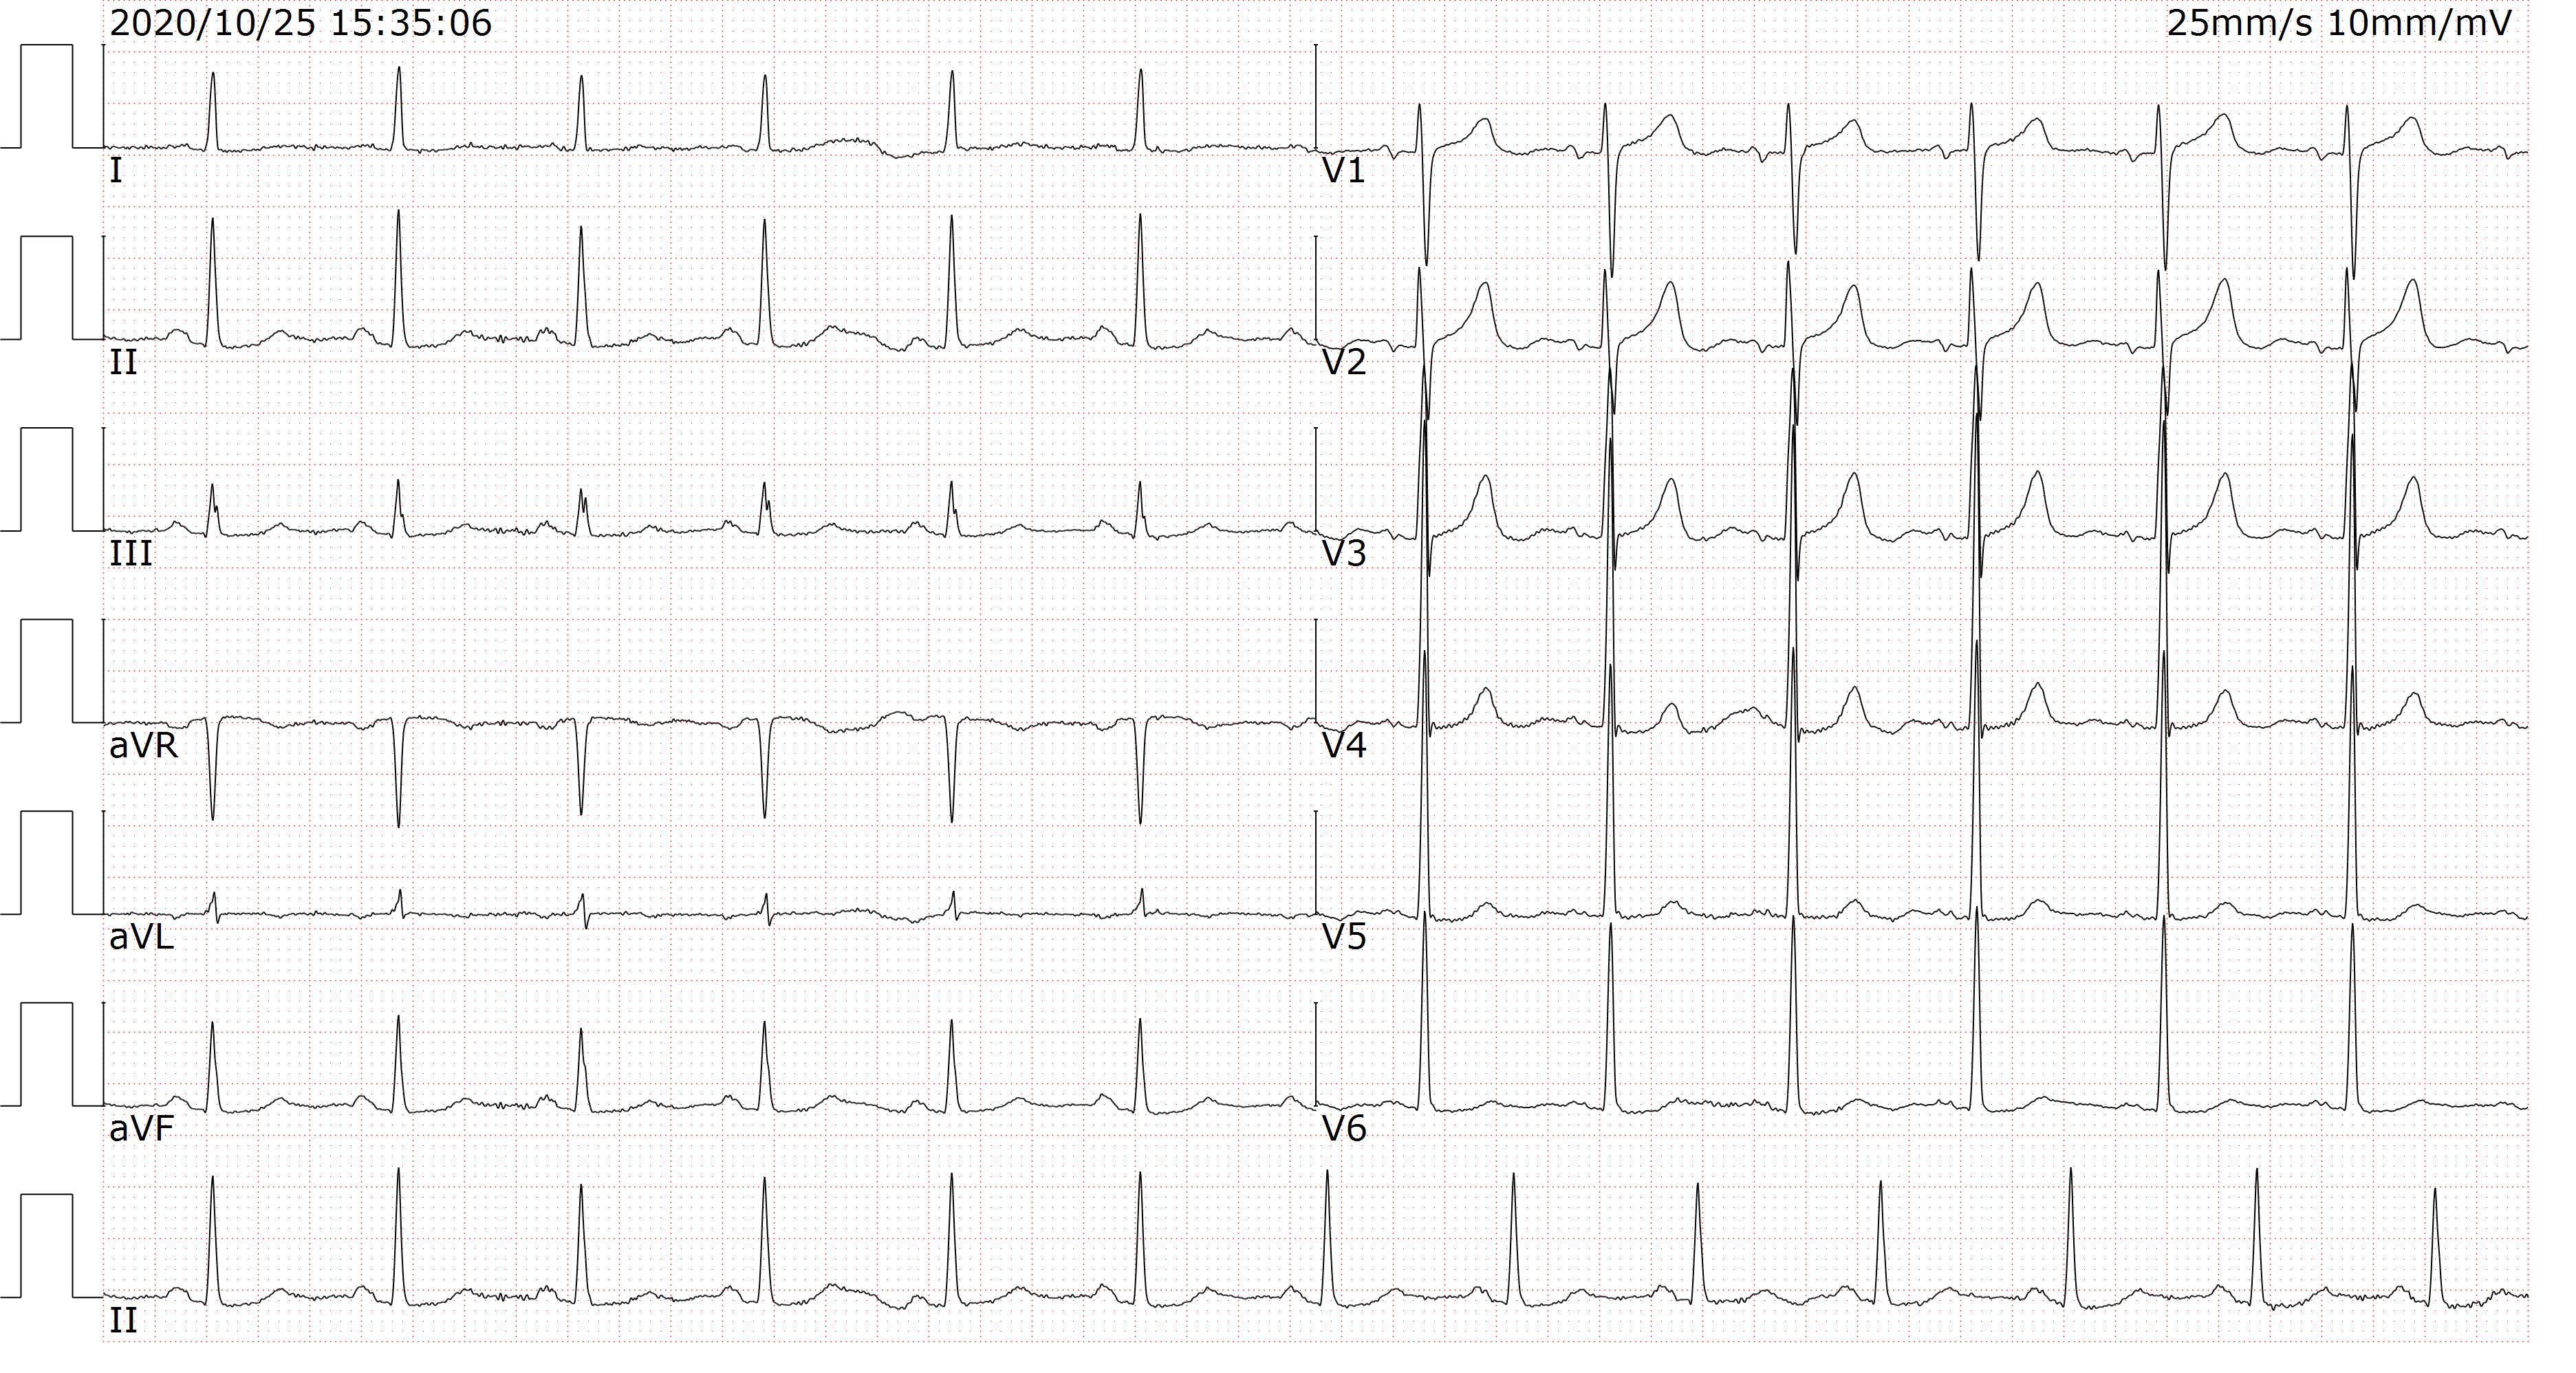 2020/10/25 15:35:06 25mm/s 10mm/mV
I V1
II V2
III V3
aVR V4
aVL V5
aVF V6
II